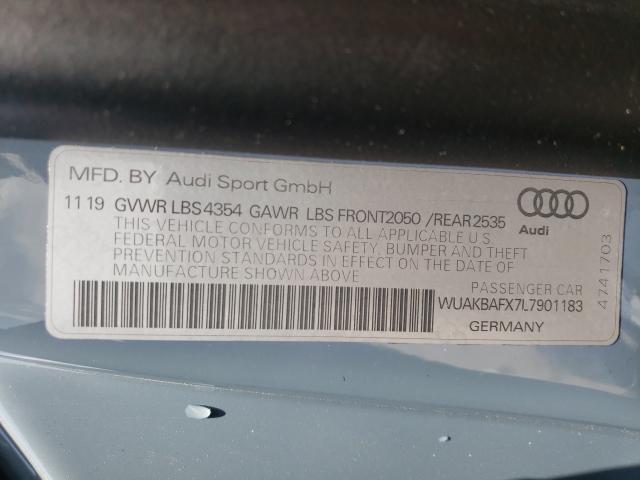 MFD. BY Audi Sport GmbH
11 19 GVWR LBS 4354 GAWR LBS FRONT 2050 / REAR 2535
THIS VEHICLE CONFORMS TO ALL APPLICABLE U.S.
FEDERAL MOTOR VEHICLE SAFETY, BUMPER AND THEFT
PREVENTION STANDARDS IN EFFECT ON THE DATE OF
MANUFACTURE SHOWN ABOVE
Audi
PASSENGER CAR
WUAKBAFX7L7901183
GERMANY
4741703